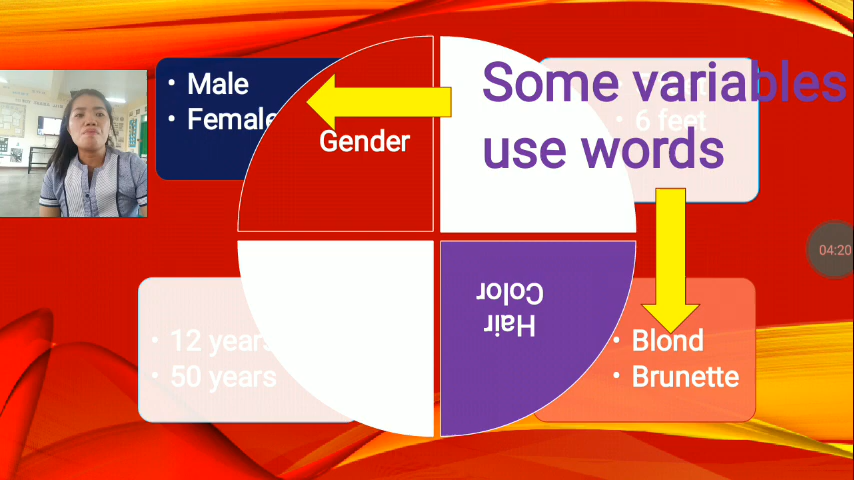 Male
Female
Gender
Some variables
use words
6 feet
04:20
Hair
Color
12 years
50 years
Blond
Brunette